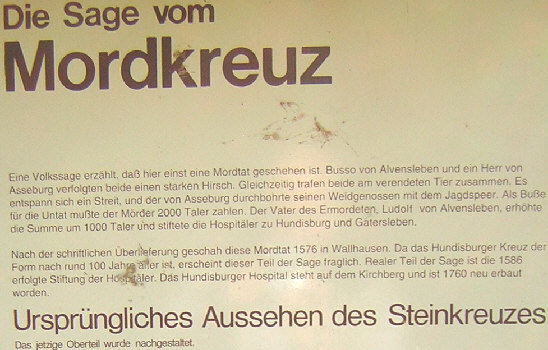 Die Sage vom
Mordkreuz
Eine Volkssage erzählt, daß hier einst eine Mordtat geschehen ist. Busso von Alvensleben und ein Herr von
Asseburg verfolgten beide einen starken Hirsch. Gleichzeitig trafen beide am verendeten Tier zusammen. Es
entspann sich ein Streit, und der von Asseburg durchbohrte seinen Weidgenossen mit dem Jagdspeer. Als Buße
für die Untat mußte der Mörder 2000 Taler zahlen. Der Vater des Ermordeten, Ludolf von Alvensleben, erhöhte
die Summe um 1000 Taler und stiftete die Hospitäler zu Hundisburg und Gatersleben.
Nach der schriftlichen Überlieferung geschah diese Mordtat 1576 in Wallhausen. Da das Hundisburger Kreuz der
Form nach rund 100 Jahre älter ist, erscheint dieser Teil der Sage fraglich. Realer Teil der Sage ist die 1586
erfolgte Stiftung der Hospitäler. Das Hundisburger Hospital steht auf dem Kirchberg und ist 1760 neu erbaut
worden.
Ursprüngliches Aussehen des Steinkreuzes
Das jetzige Oberteil wurde nachgestaltet.